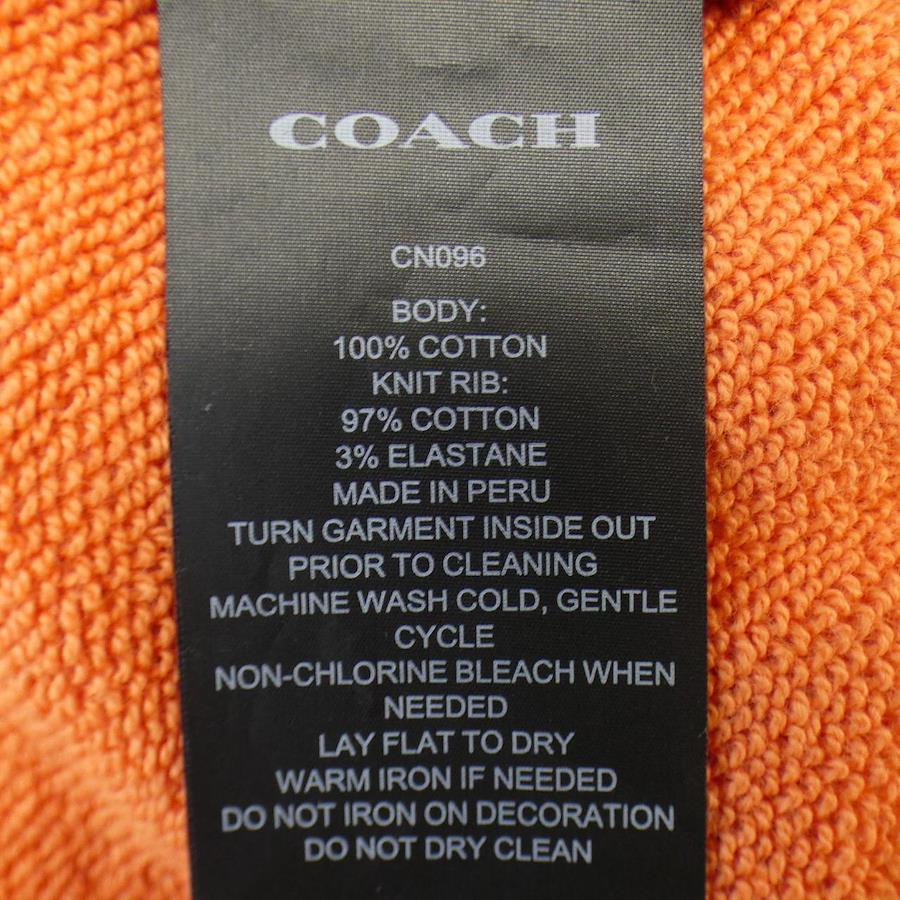 COACH
CN096
BODY:
100% COTTON
KNIT RIB:
97% COTTON
3% ELASTANE
MADE IN PERU
TURN GARMENT INSIDE OUT
PRIOR TO CLEANING
MACHINE WASH COLD, GENTLE
CYCLE
NON-CHLORINE BLEACH WHEN
NEEDED
LAY FLAT TO DRY
WARM IRON IF NEEDED
DO NOT IRON ON DECORATION
DO NOT DRY CLEAN